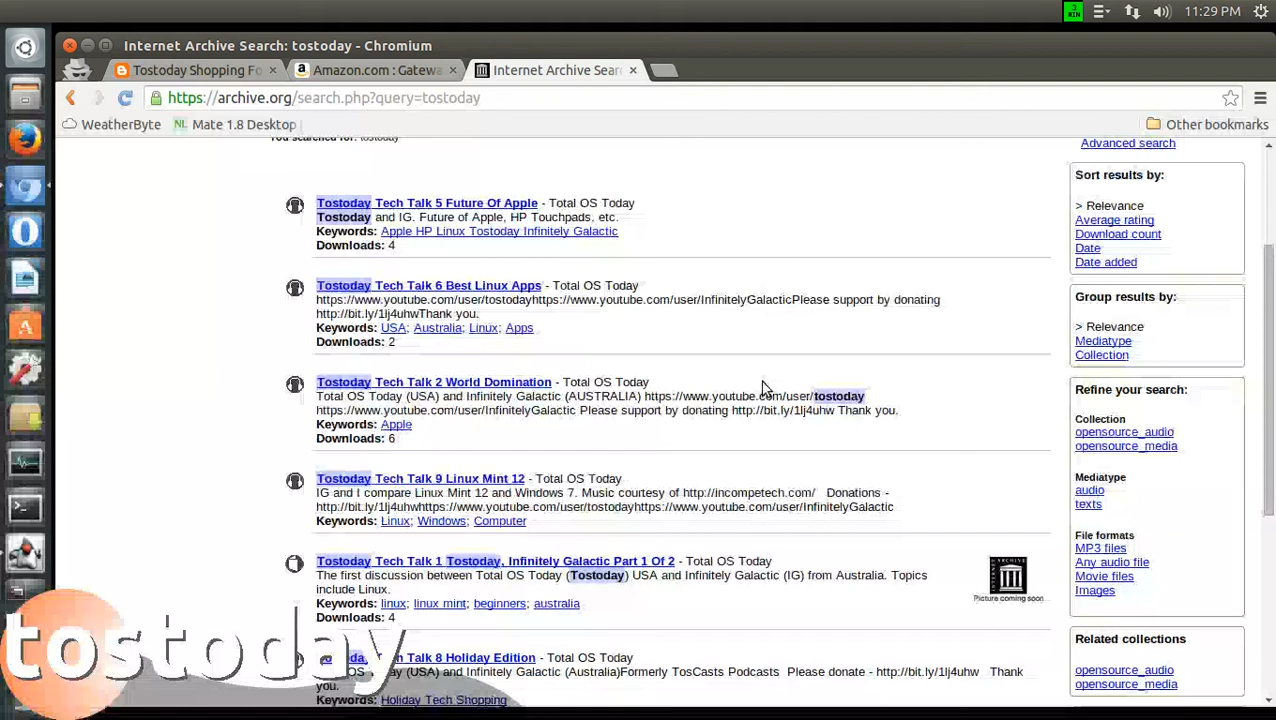 3
MIN
11:29 PM
Internet Archive Search: tostoday - Chromium
Tostoday Shopping Fo
Amazon.com : Gatewa
Internet Archive Sear
https://archive.org/search.php?query=tostoday
WeatherByte
NL Mate 1.8 Desktop
Other bookmarks
You searched for: tostoday
Tostoday Tech Talk 5 Future Of Apple - Total OS Today
Tostoday and IG. Future of Apple, HP Touchpads, etc.
Keywords: Apple HP Linux Tostoday Infinitely Galactic
Downloads: 4
Tostoday Tech Talk 6 Best Linux Apps - Total OS Today
https://www.youtube.com/user/tostodayhttps://www.youtube.com/user/InfinitelyGalacticPlease support by donating
http://bit.ly/1lj4uhwThank you.
Keywords: USA; Australia; Linux; Apps
Downloads: 2
Tostoday Tech Talk 2 World Domination - Total OS Today
Total OS Today (USA) and Infinitely Galactic (AUSTRALIA) https://www.youtube.com/user/tostoday
https://www.youtube.com/user/InfinitelyGalactic Please support by donating http://bit.ly/1lj4uhw Thank you.
Keywords: Apple
Downloads: 6
Tostoday Tech Talk 9 Linux Mint 12 - Total OS Today
IG and I compare Linux Mint 12 and Windows 7. Music courtesy of http://incompetech.com/ Donations -
http://bit.ly/1lj4uhwhttps://www.youtube.com/user/tostodayhttps://www.youtube.com/user/InfinitelyGalactic
Keywords: Linux; Windows; Computer
Tostoday Tech Talk 1 Tostoday, Infinitely Galactic Part 1 Of 2 - Total OS Today
The first discussion between Total OS Today (Tostoday) USA and Infinitely Galactic (IG) from Australia. Topics
include Linux.
Keywords: linux; linux mint; beginners; australia
Downloads: 4
INTERNET
ARCHIVE
Picture coming soon
Tech Talk 8 Holiday Edition - Total OS Today
(USA) and Infinitely Galactic (Australia)Formerly TosCasts Podcasts Please donate - http://bit.ly/1lj4uhw Thank
you.
Keywords: Holiday Tech Shopping
Advanced search
Sort results by:
> Relevance
Average rating
Download count
Date
Date added
Group results by:
> Relevance
Mediatype
Collection
Refine your search:
Collection
opensource_audio
opensource_media
Mediatype
audio
texts
File formats
MP3 files
Any audio file
Movie files
Images
Related collections
opensource_audio
opensource_media
tostoday